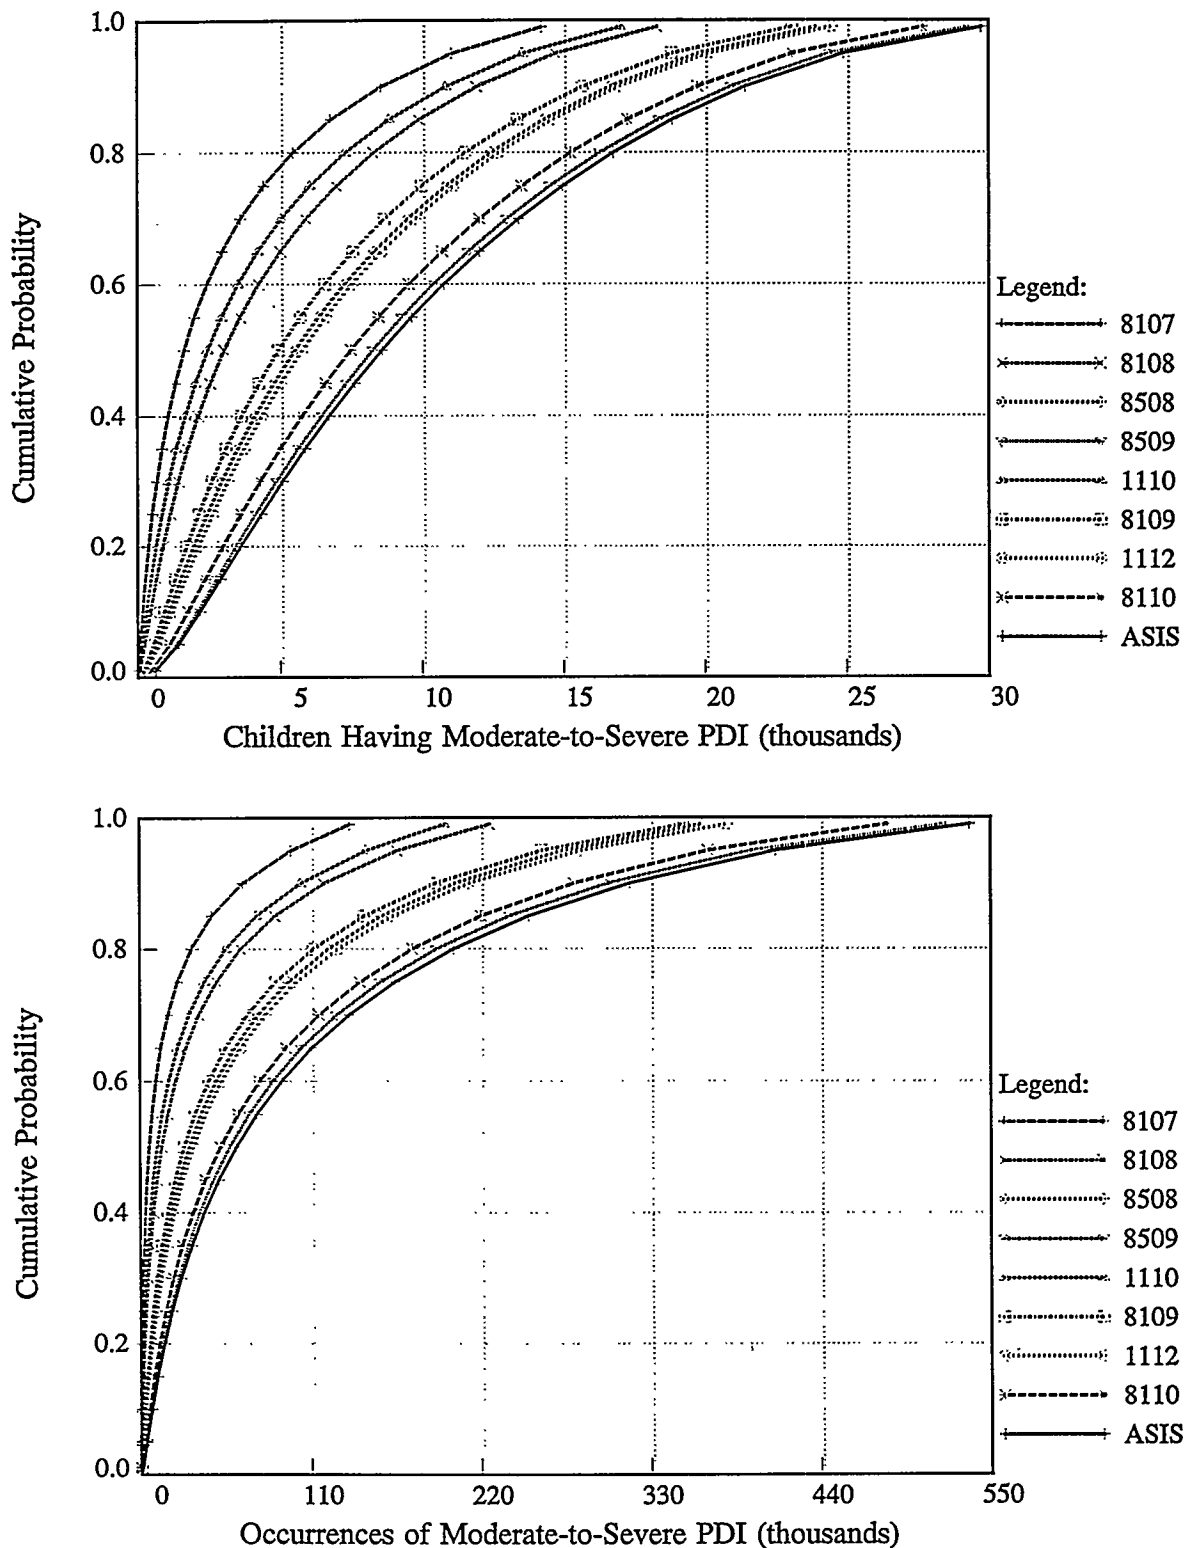 1.0
0.8
0.6
0.4
0.2
0.0
Cumulative Probability
0 5 10 15 20 25 30
Children Having Moderate-to-Severe PDI (thousands)
Legend:
8107
8108
8508
8509
1110
8109
1112
8110
ASIS
1.0
0.8
0.6
0.4
0.2
0.0
Cumulative Probability
0 110 220 330 440 550
Occurrences of Moderate-to-Severe PDI (thousands)
Legend:
8107
8108
8508
8509
1110
8109
1112
8110
ASIS